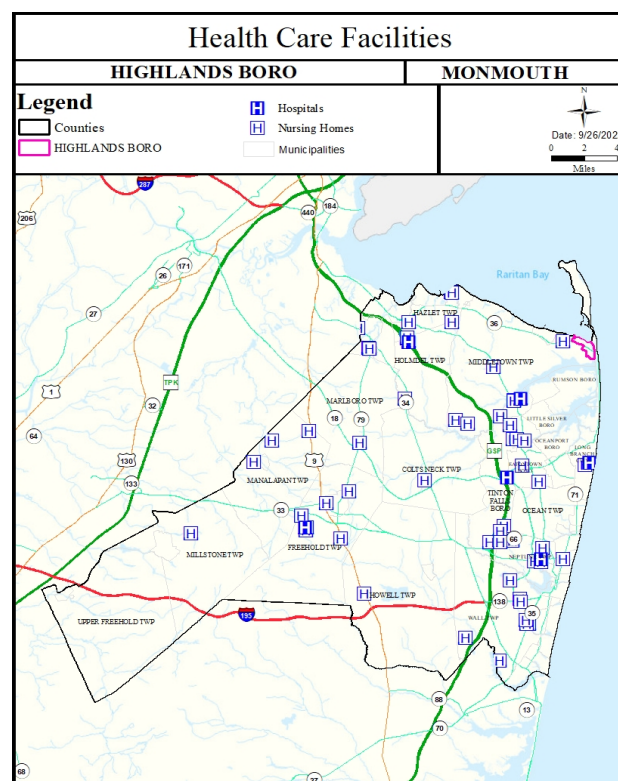 Health Care Facilities
HIGHLANDS BORO
MONMOUTH
Legend
Counties
HIGHLANDS BORO
H Hospitals
H Nursing Homes
Municipalities
N
Date: 9/26/202
0 2 4
Miles
287
206
440
184
171
26
27
Raritan Bay
HAZLET TWP
36
HOLMDEL TWP
MIDDLETOWN TWP
1
TPK
RUMSON BORO
32
MARLBORO TWP
34
18
79
LITTLE SILVER
BORO
64
OCEANPORT
BORO
LONG
BRANCH
130
9
GSP
133
COLTS NECK TWP
MANALAPAN TWP
TINTON
FALLS
BORO
71
33
OCEAN TWP
MILLSTONE TWP
FREEHOLD TWP
66
195
HOWELL TWP
138
35
UPPER FREEHOLD TWP
WALL TWP
88
13
70
68
37